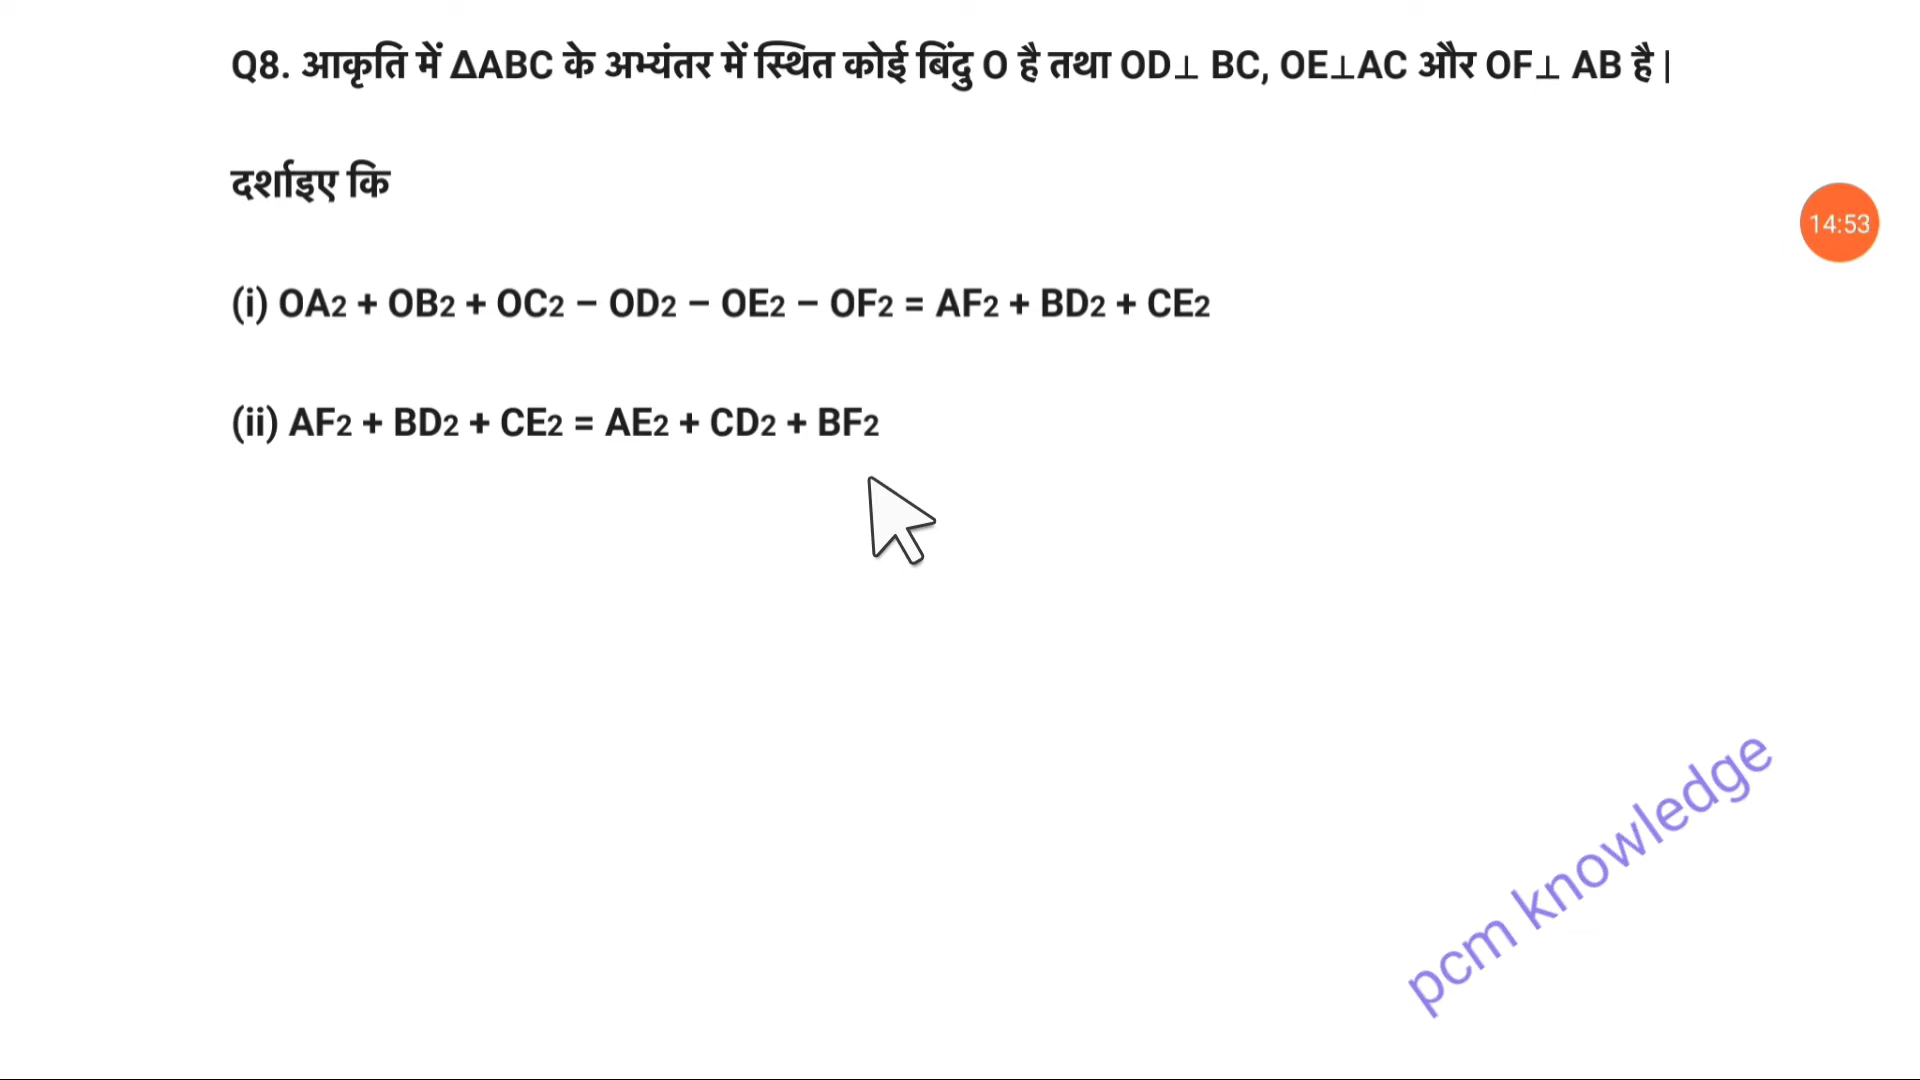 Q8. आकृति में ΔABC के अभ्यंतर में स्थित कोई बिंदु O है तथा OD⊥ BC, OE⊥AC और OF⊥ AB है |
दर्शाइए कि
14:53
(i) OA2 + OB2 + OC2 – OD2 – OE2 – OF2 = AF2 + BD2 + CE2
(ii) AF2 + BD2 + CE2 = AE2 + CD2 + BF2
pcm knowledge